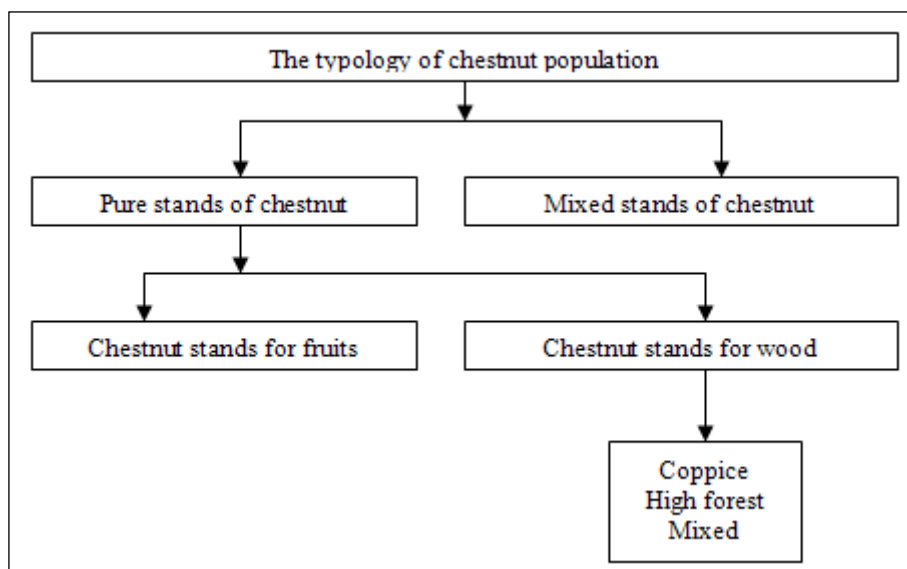 The typology of chestnut population
Pure stands of chestnut
Mixed stands of chestnut
Chestnut stands for fruits
Chestnut stands for wood
Coppice
High forest
Mixed